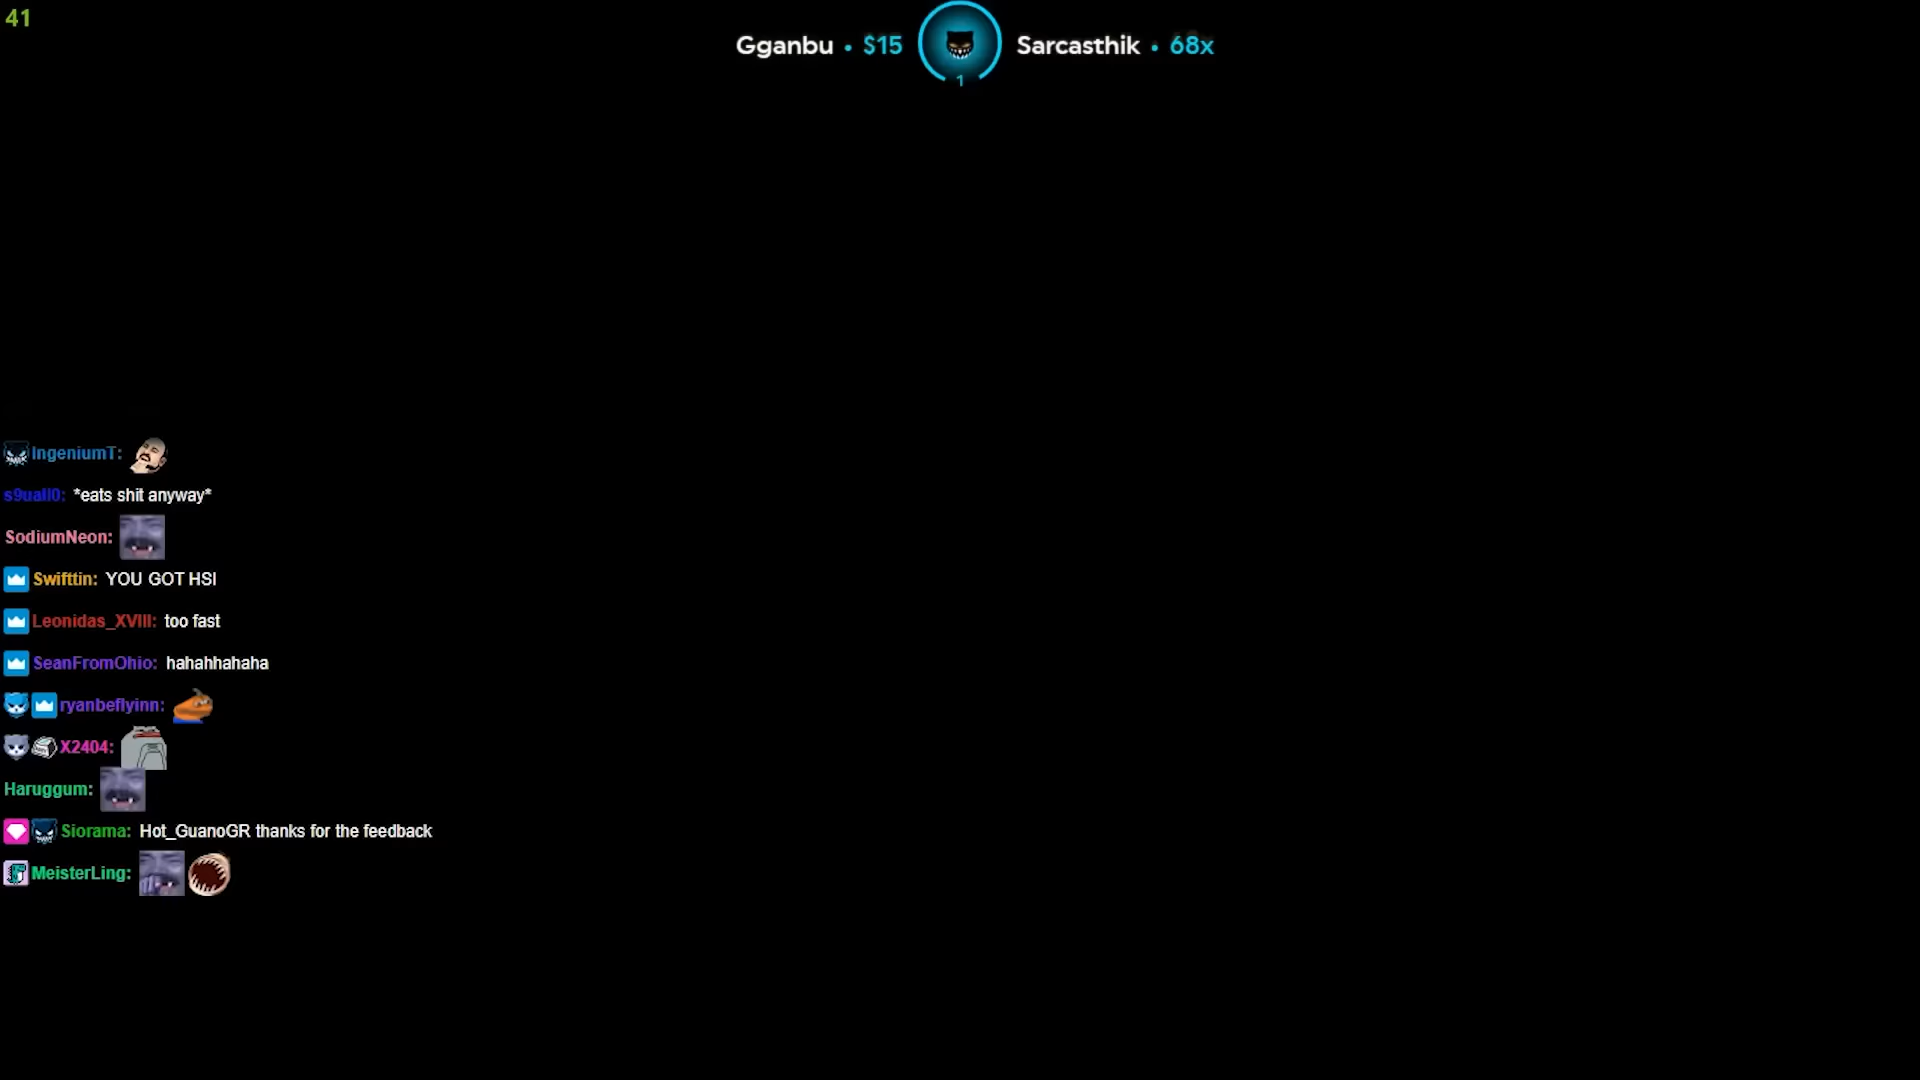 41
Gganbu • $15
1
Sarcasthik • 68x
IngeniumT:
s9uall0: *eats shit anyway*
SodiumNeon:
Swifttin: YOU GOT HSI
Leonidas_XVIII: too fast
SeanFromOhio: hahahhahaha
ryanbeflyinn:
X2404:
Haruggum:
Siorama: Hot_GuanoGR thanks for the feedback
MeisterLing: